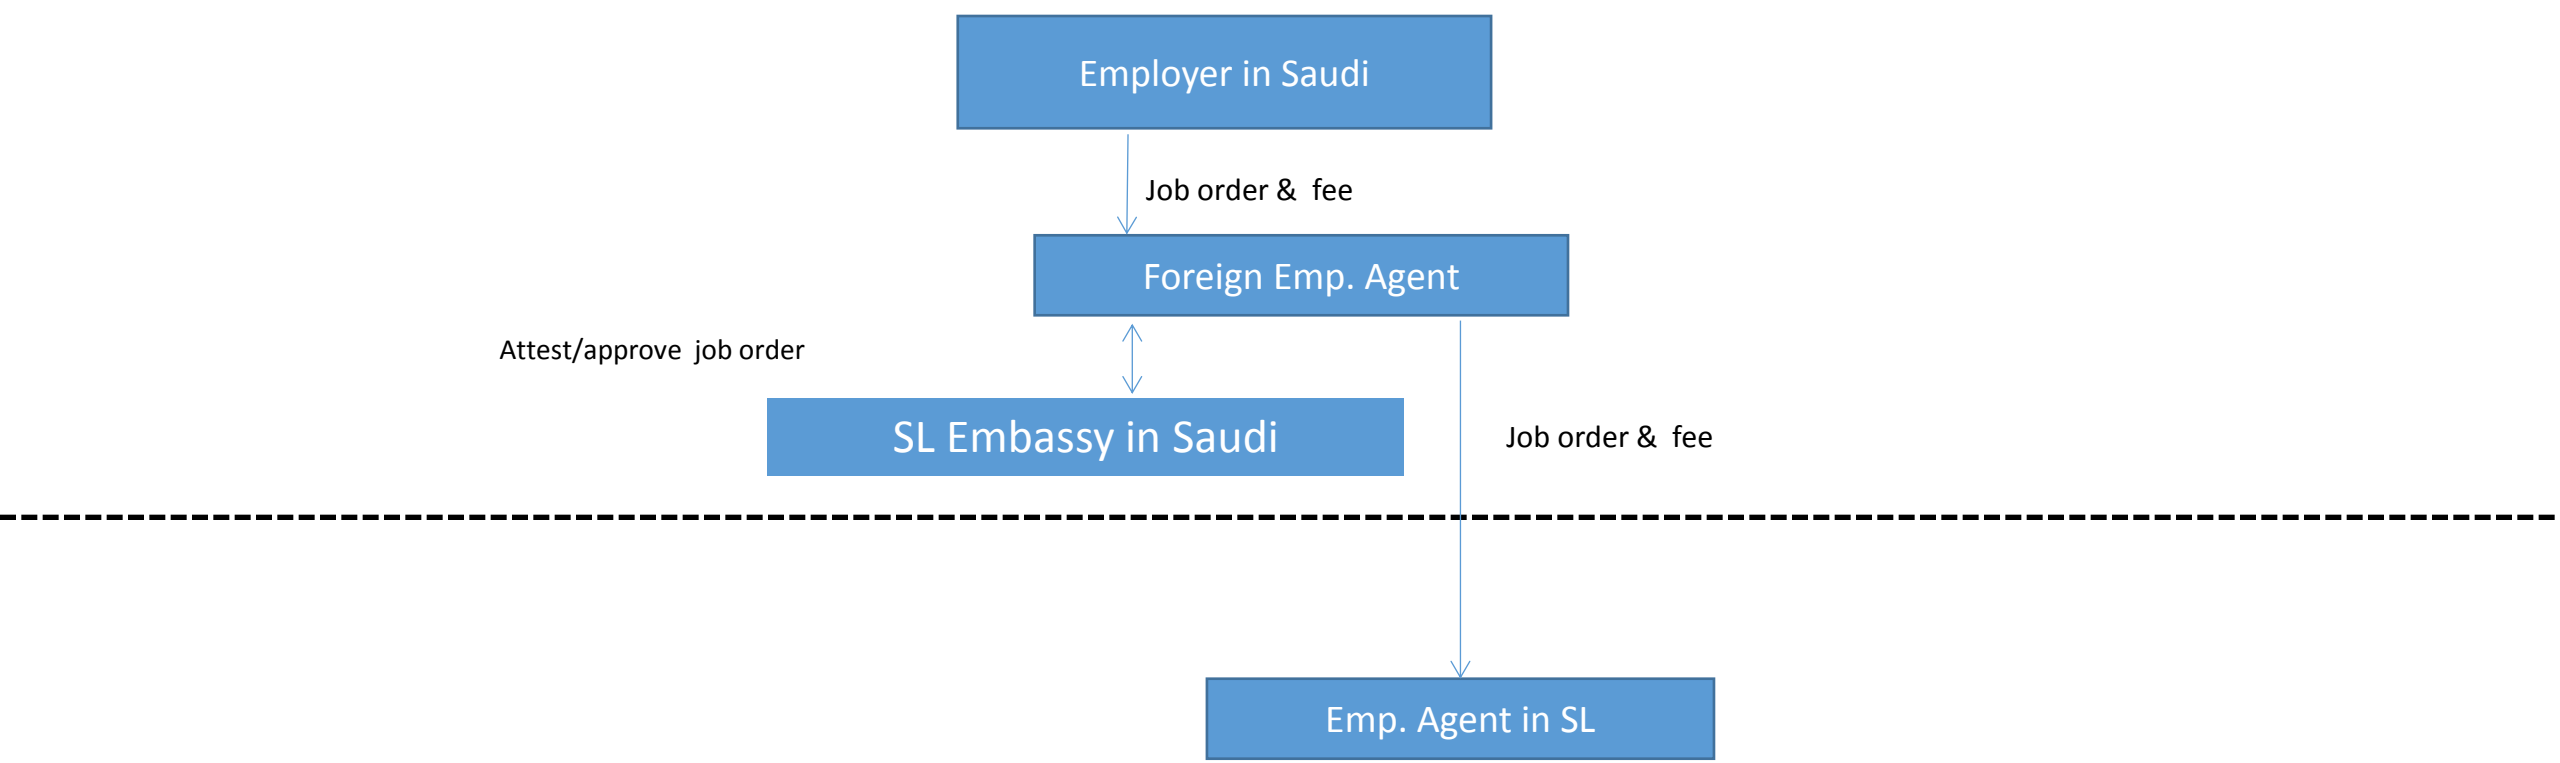 Employer in Saudi
Job order & fee
Foreign Emp. Agent
Attest/approve job order
SL Embassy in Saudi
Job order & fee
Emp. Agent in SL